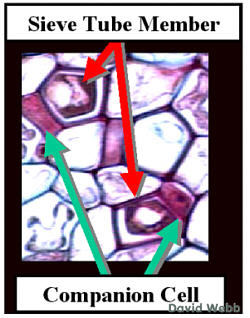 Sieve Tube Member
Companion Cell
David Webb